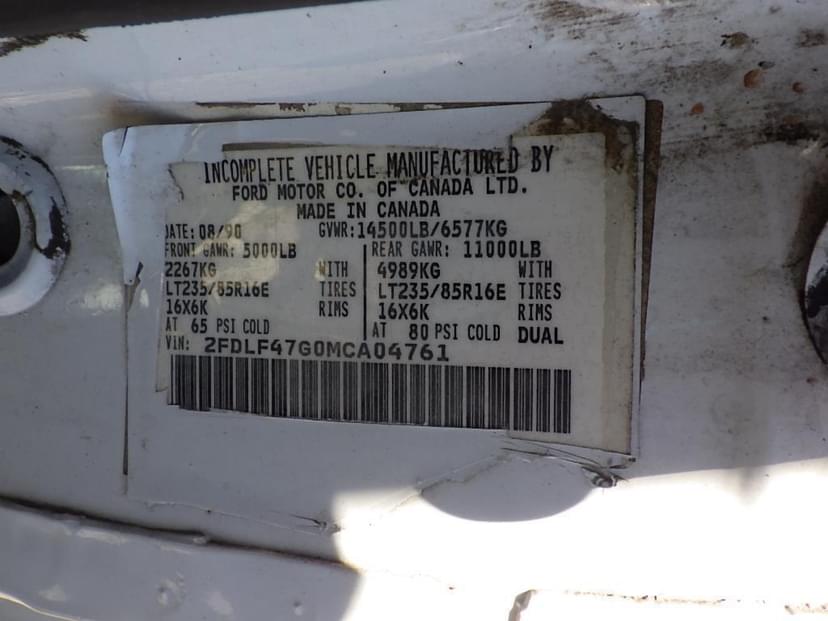 INCOMPLETE VEHICLE MANUFACTURED BY
FORD MOTOR CO. OF CANADA LTD.
MADE IN CANADA
DATE: 08/90 GVWR:14500LB/6577KG
FRONT GAWR: 5000LB REAR GAWR: 11000LB
2267KG WITH 4989KG WITH
LT235/85R16E TIRES LT235/85R16E TIRES
16X6K RIMS 16X6K RIMS
AT 65 PSI COLD AT 80 PSI COLD DUAL
VIN: 2FDLF47G0MCA04761